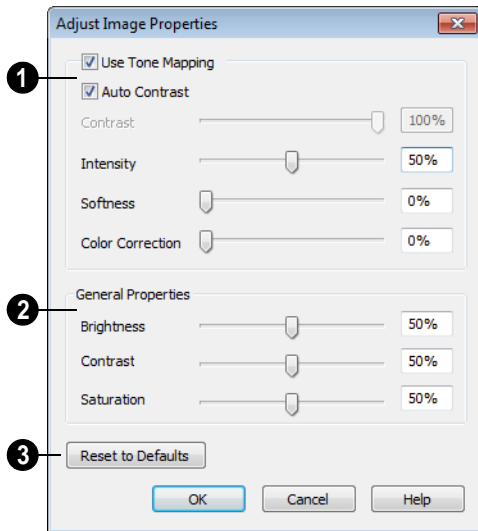 Adjust Image Properties
1
Use Tone Mapping
Auto Contrast
Contrast 100%
Intensity 50%
Softness 0%
Color Correction 0%
2
General Properties
Brightness 50%
Contrast 50%
Saturation 50%
3
Reset to Defaults
OK Cancel Help